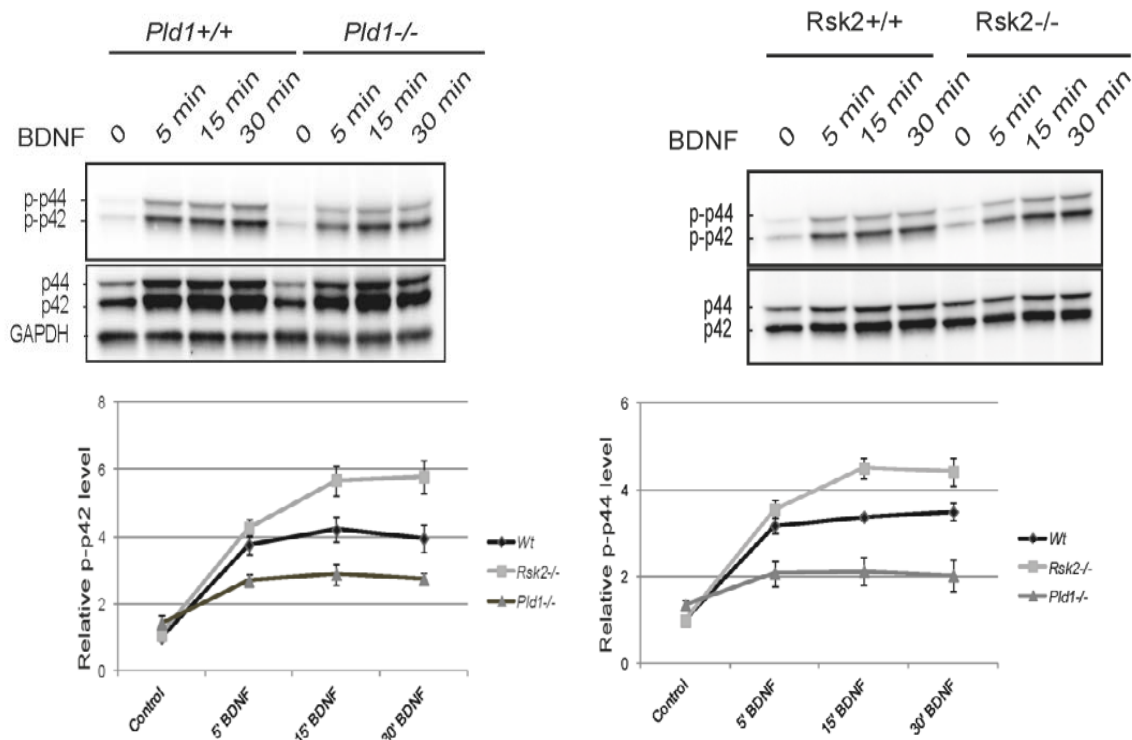 Pld1+/+ Pld1-/-
BDNF 0 5 min 15 min 30 min 0 5 min 15 min 30 min
p-p44
p-p42
p44
p42
GAPDH
Rsk2+/+ Rsk2-/-
BDNF 0 5 min 15 min 30 min 0 5 min 15 min 30 min
p-p44
p-p42
p44
p42
Relative p-p42 level
8
6
4
2
0
Control 5' BDNF 15' BDNF 30' BDNF
Wt
Rsk2-/-
Pld1-/-
Relative p-p44 level
6
4
2
0
Control 5' BDNF 15' BDNF 30' BDNF
Wt
Rsk2-/-
Pld1-/-